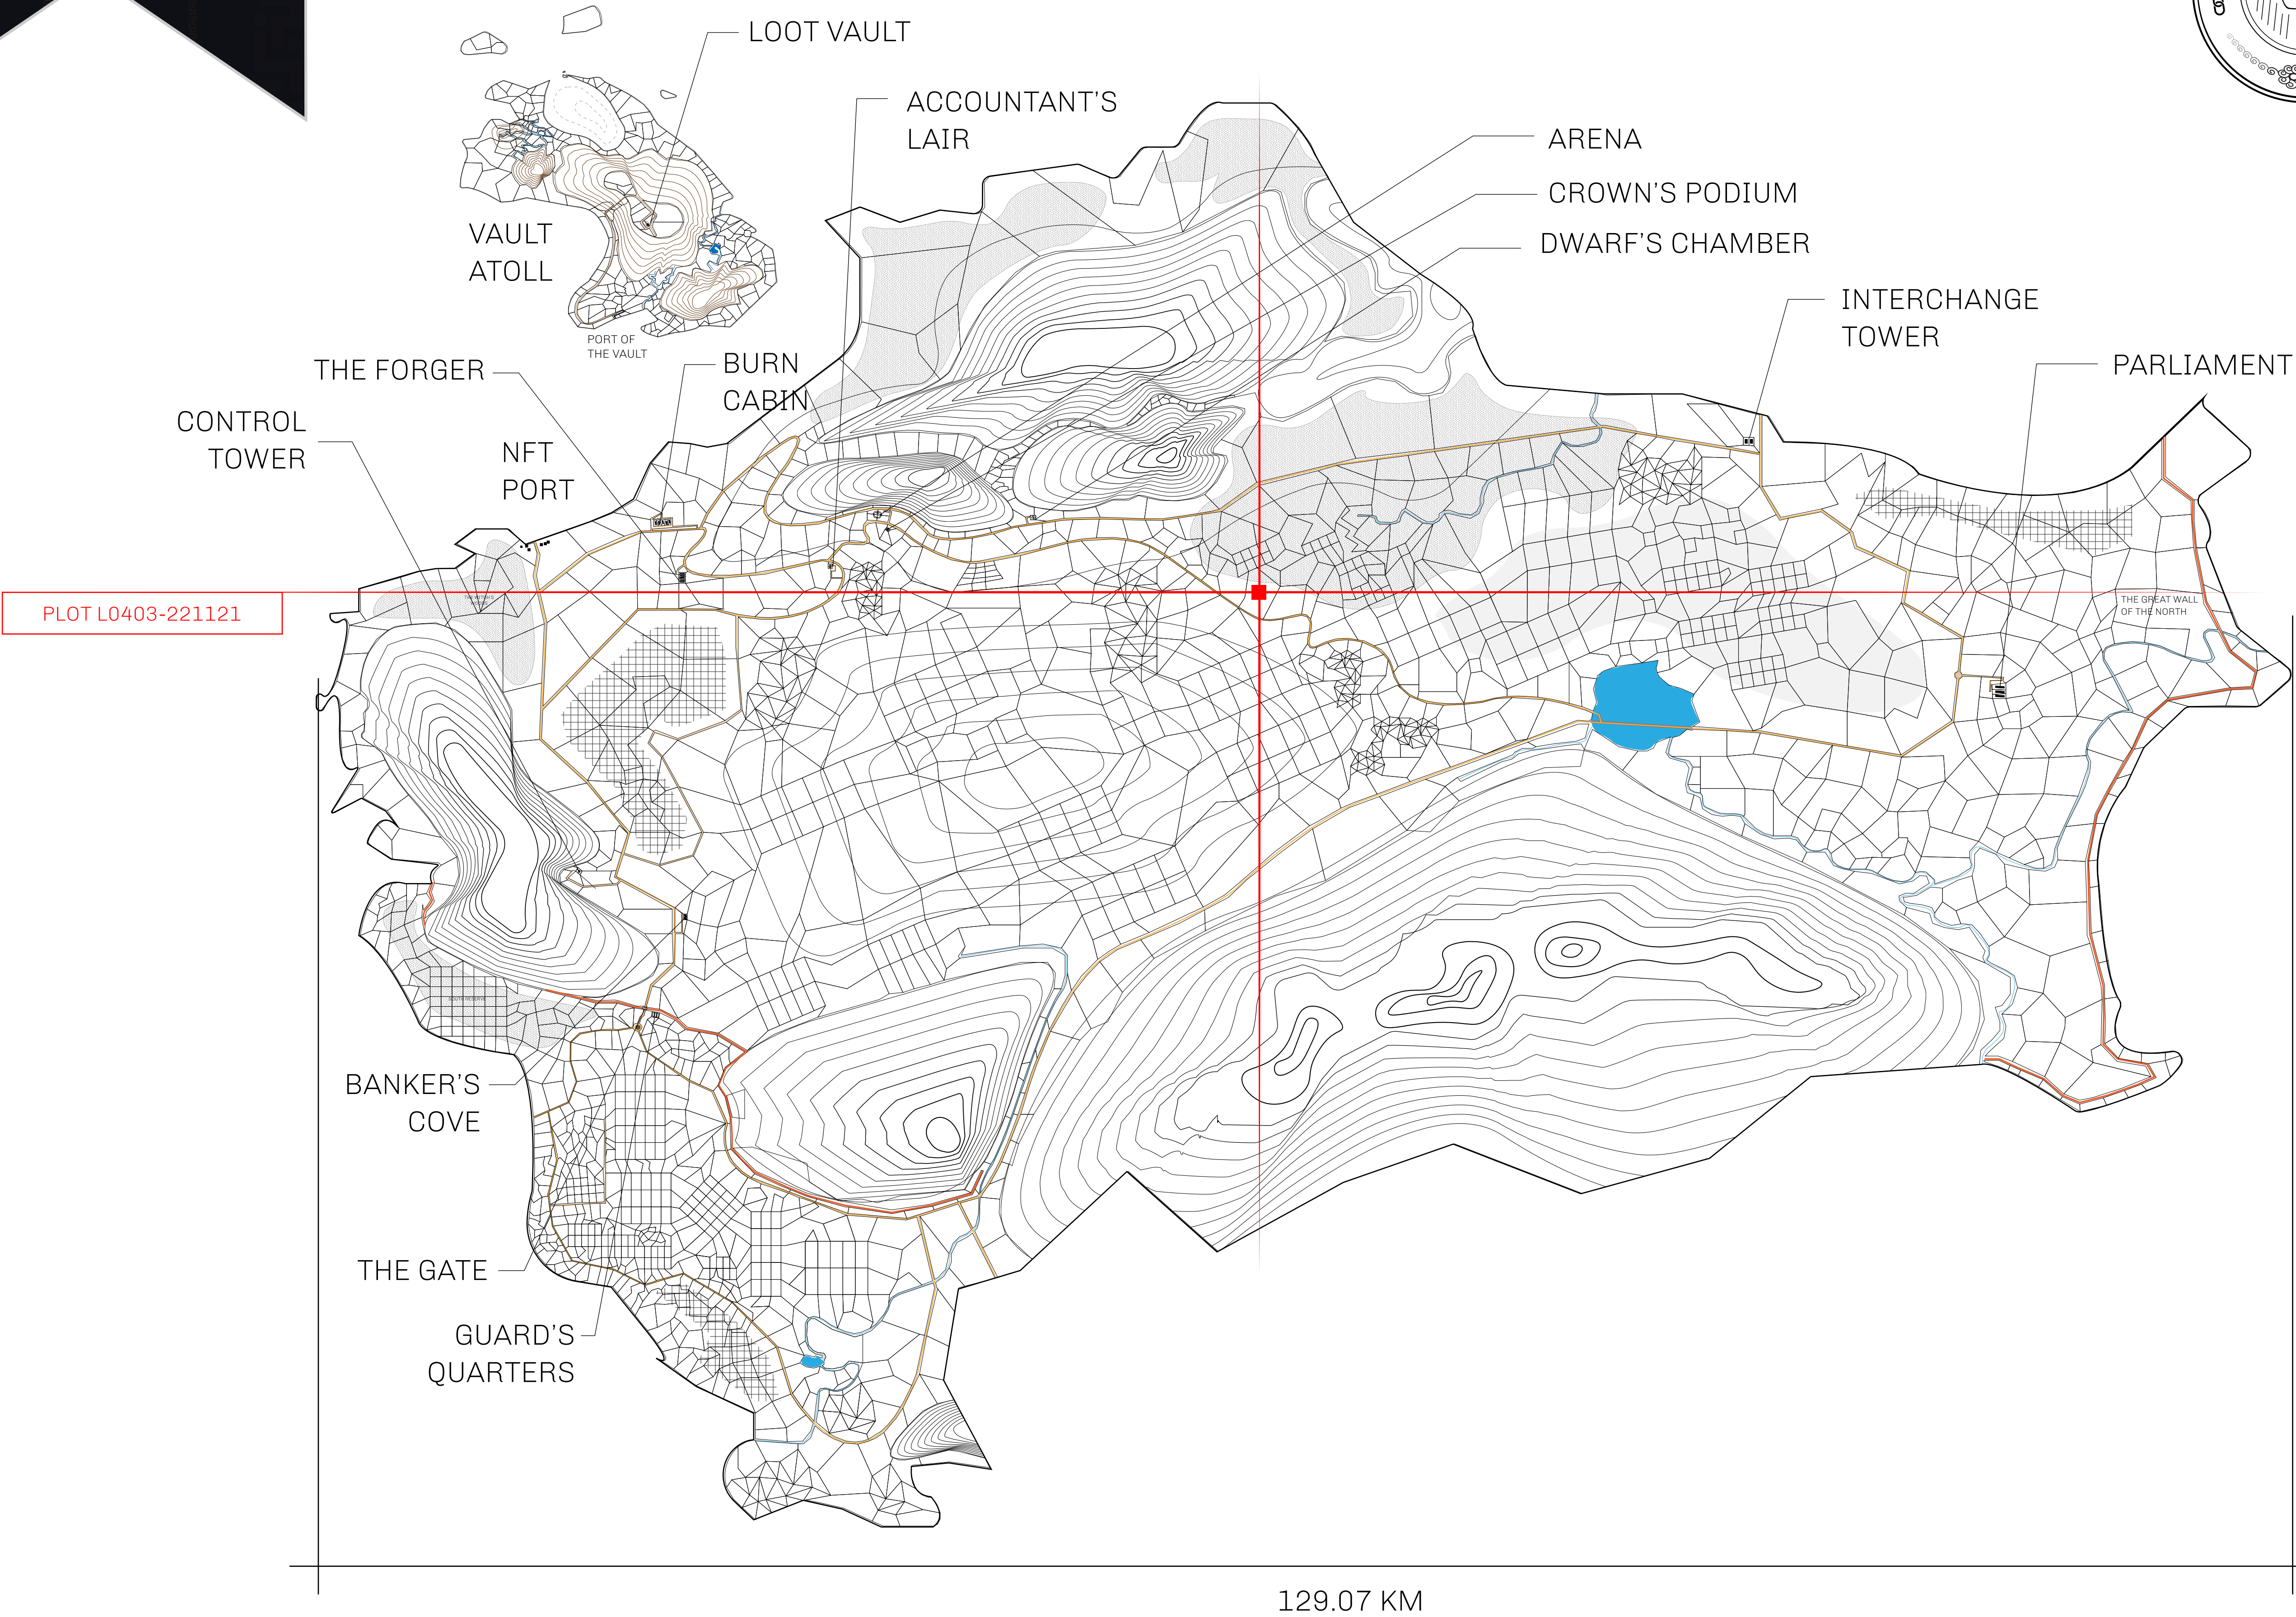 LOOT VAULT
ACCOUNTANT'S
LAIR
ARENA
CROWN'S PODIUM
DWARF'S CHAMBER
VAULT
ATOLL
INTERCHANGE
TOWER
PORT OF
THE VAULT
PARLIAMENT
THE FORGER
BURN
CABIN
CONTROL
TOWER
NFT
PORT
PLOT L0403-221121
THE GREAT WALL
OF THE NORTH
SOUTH RESERVE
BANKER'S
COVE
THE GATE
GUARD'S
QUARTERS
129.07 KM